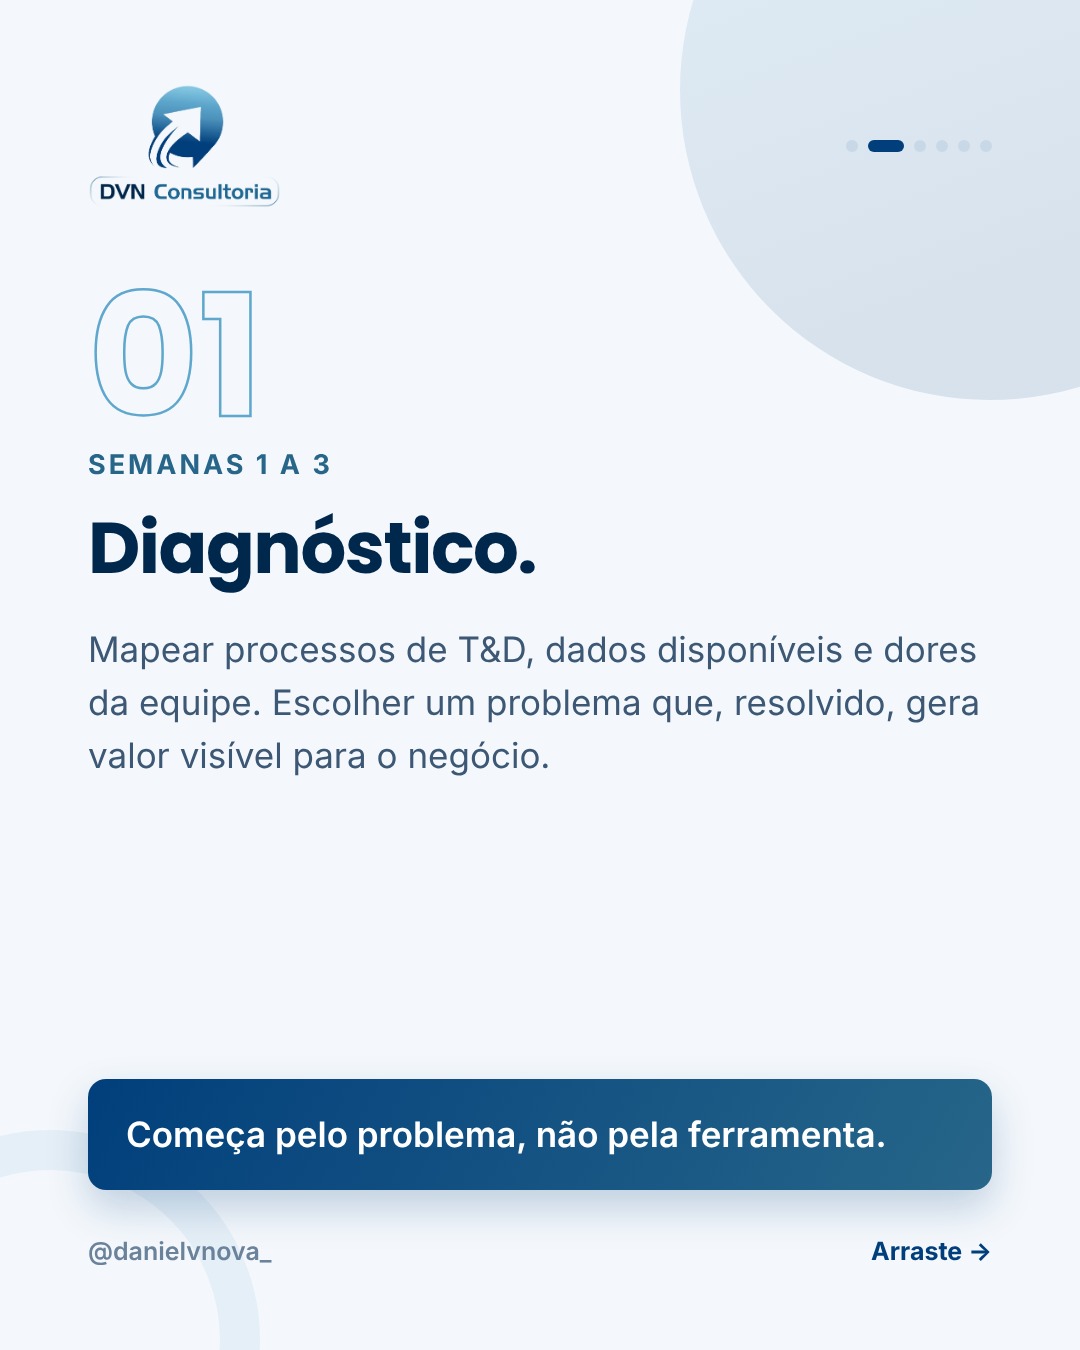 DVN Consultoria
01
SEMANAS 1 A 3
Diagnóstico.
Mapear processos de T&D, dados disponíveis e dores
da equipe. Escolher um problema que, resolvido, gera
valor visível para o negócio.
Começa pelo problema, não pela ferramenta.
@danielvnova_
Arraste →